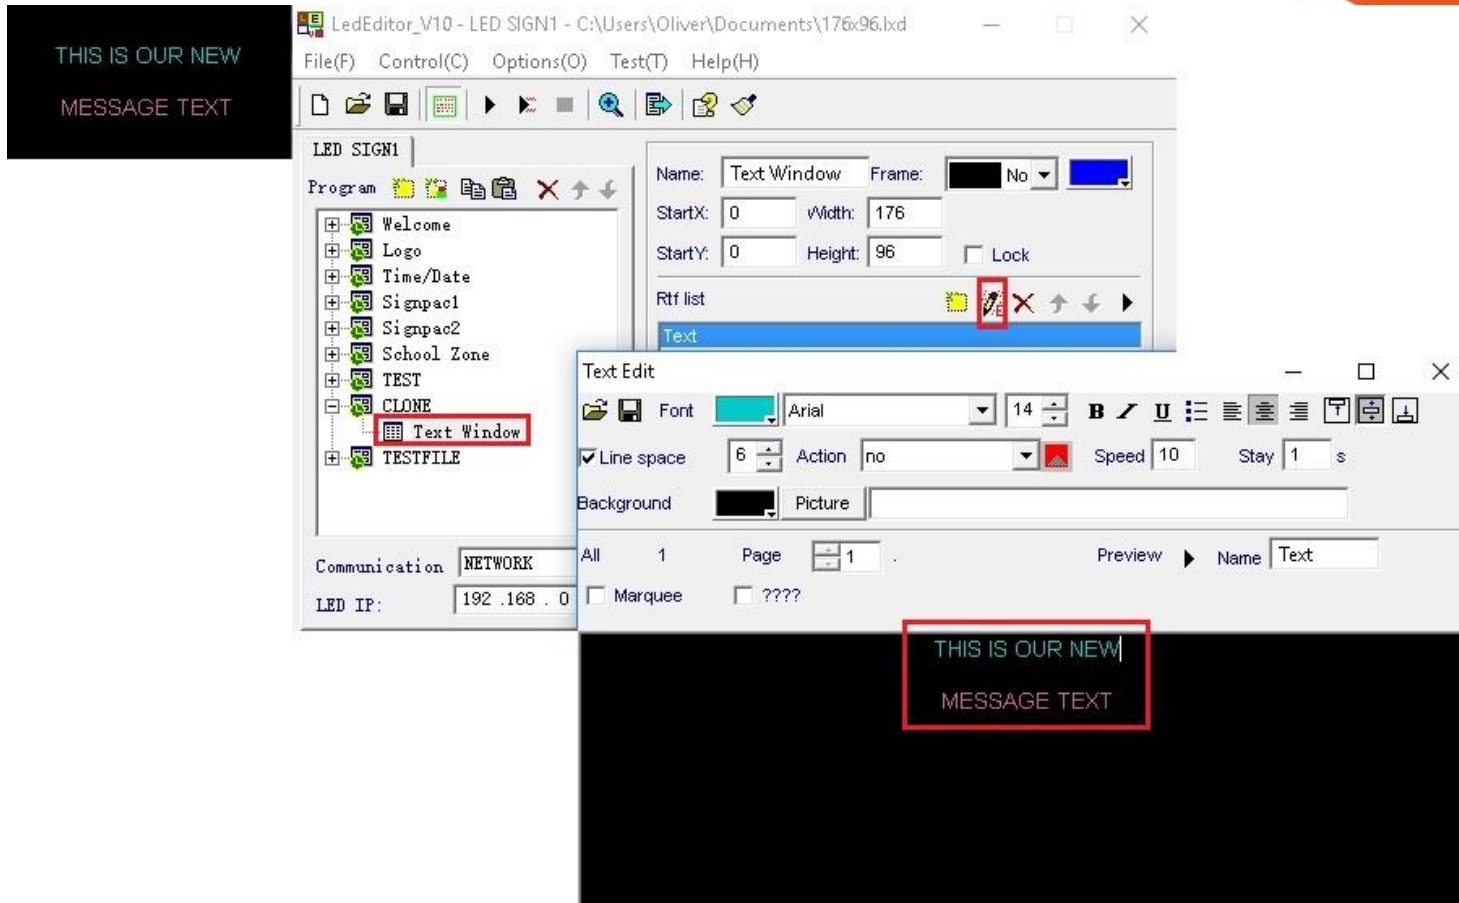 THIS IS OUR NEW
MESSAGE TEXT
LedEditor_V10 - LED SIGN1 - C:\Users\Oliver\Documents\176x96.lxd
File(F) Control(C) Options(O) Test(T) Help(H)
LED SIGN1
Program
Welcome
Logo
Time/Date
Signpac1
Signpac2
School Zone
TEST
CLONE
Text Window
TESTFILE
Communication NETWORK
LED IP: 192 .168 . 0
Name: Text Window Frame: No
StartX: 0 Width: 176
StartY: 0 Height: 96 Lock
Rtf list
E
Text
Text Edit
Font Arial 14 B I U
Line space 6 Action no Speed 10 Stay 1 s
Background Picture
All 1 Page 1 . Preview Name Text
Marquee ????
THIS IS OUR NEW
MESSAGE TEXT